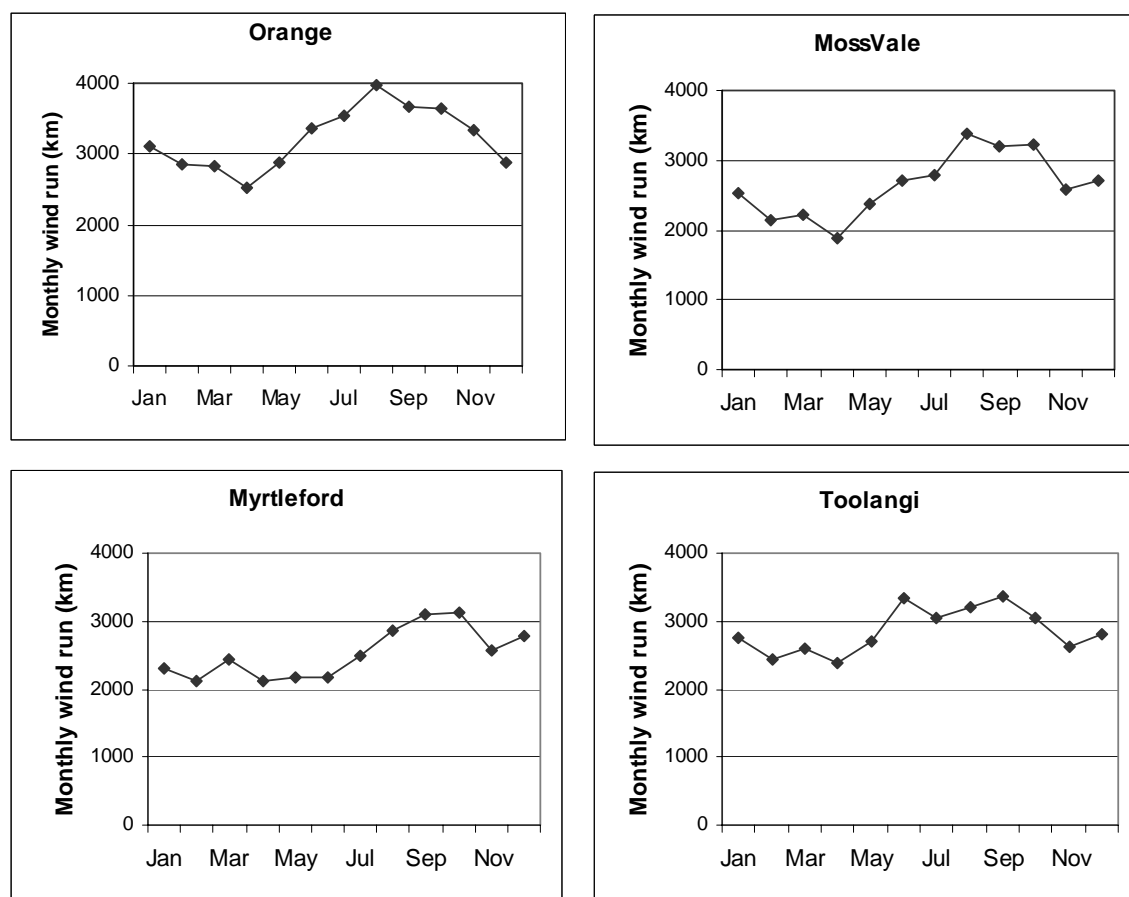 Orange
Monthly wind run (km)
4000
3000
2000
1000
0
Jan Mar May Jul Sep Nov
MossVale
Monthly wind run (km)
4000
3000
2000
1000
0
Jan Mar May Jul Sep Nov
Myrtleford
Monthly wind run (km)
4000
3000
2000
1000
0
Jan Mar May Jul Sep Nov
Toolangi
Monthly wind run (km)
4000
3000
2000
1000
0
Jan Mar May Jul Sep Nov